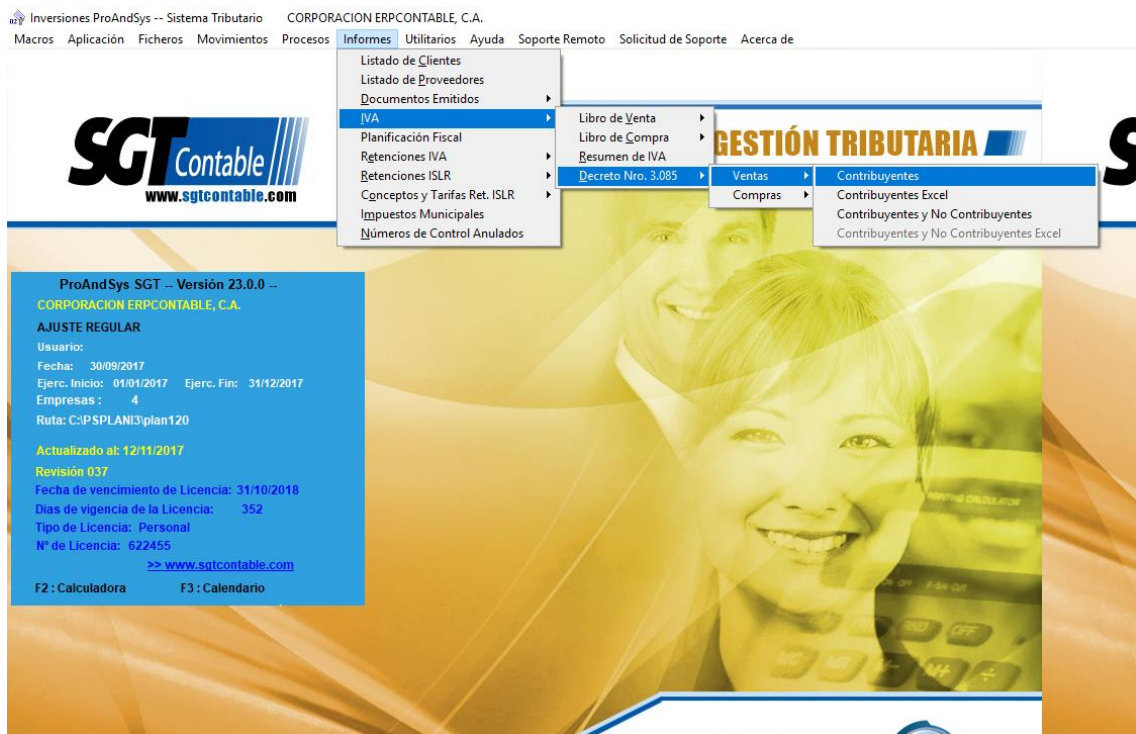 Inversiones ProAndSys -- Sistema Tributario CORPORACION ERPCONTABLE, C.A.
Macros Aplicación Ficheros Movimientos Procesos Informes Utilitarios Ayuda Soporte Remoto Solicitud de Soporte Acerca de
Listado de Clientes
Listado de Proveedores
Documentos Emitidos
IVA
Planificación Fiscal
Retenciones IVA
Retenciones ISLR
Conceptos y Tarifas Ret. ISLR
Impuestos Municipales
Números de Control Anulados
Libro de Venta
Libro de Compra
Resumen de IVA
Decreto Nro. 3.085
Ventas
Compras
Contribuyentes
Contribuyentes Excel
Contribuyentes y No Contribuyentes
Contribuyentes y No Contribuyentes Excel
SGT Contable
www.sgtcontable.com
GESTIÓN TRIBUTARIA
S
ProAndSys SGT -- Versión 23.0.0 --
CORPORACION ERPCONTABLE, C.A.
AJUSTE REGULAR
Usuario:
Fecha: 30/09/2017
Ejerc. Inicio: 01/01/2017 Ejerc. Fin: 31/12/2017
Empresas : 4
Ruta: C:\PSPLANI3\plan120
Actualizado al: 12/11/2017
Revisión 037
Fecha de vencimiento de Licencia: 31/10/2018
Dias de vigencia de la Licencia: 352
Tipo de Licencia: Personal
Nº de Licencia: 622455
>> www.sgtcontable.com
F2 : Calculadora F3 : Calendario
PRINTING CALCULATOR